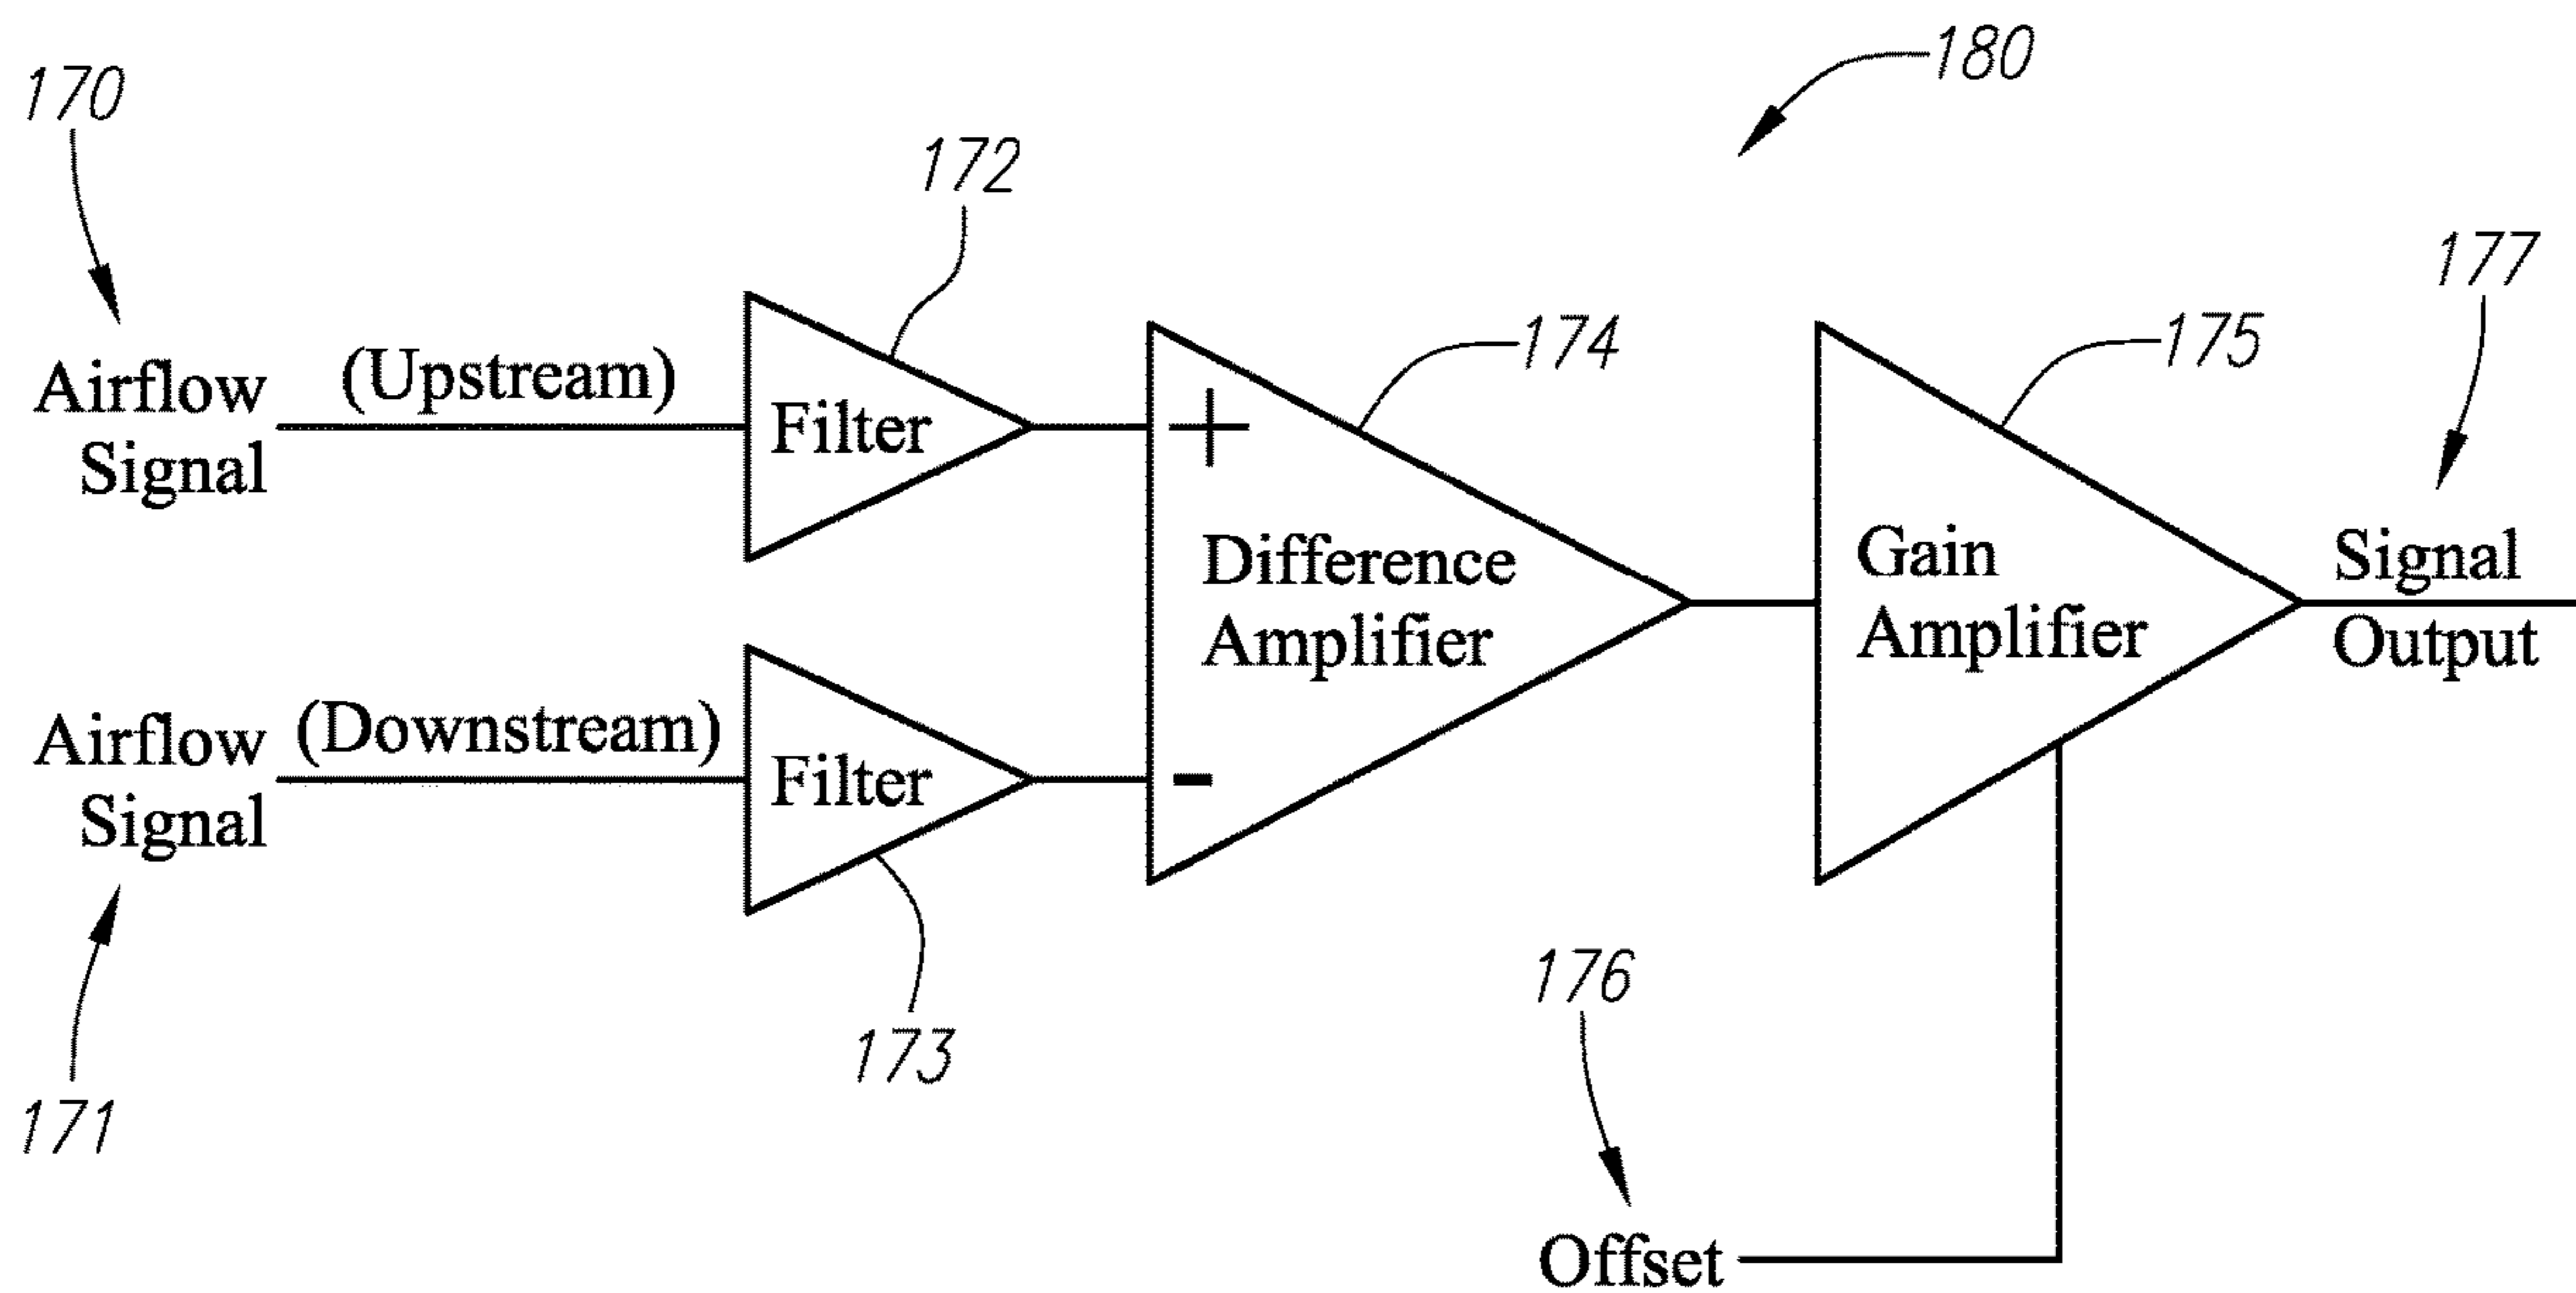 180
170
172
177
174
175
Airflow
Signal
(Upstream)
Filter
+
Difference
Amplifier
Gain
Amplifier
Signal
Output
Airflow
Signal
(Downstream)
Filter
-
176
173
171
Offset